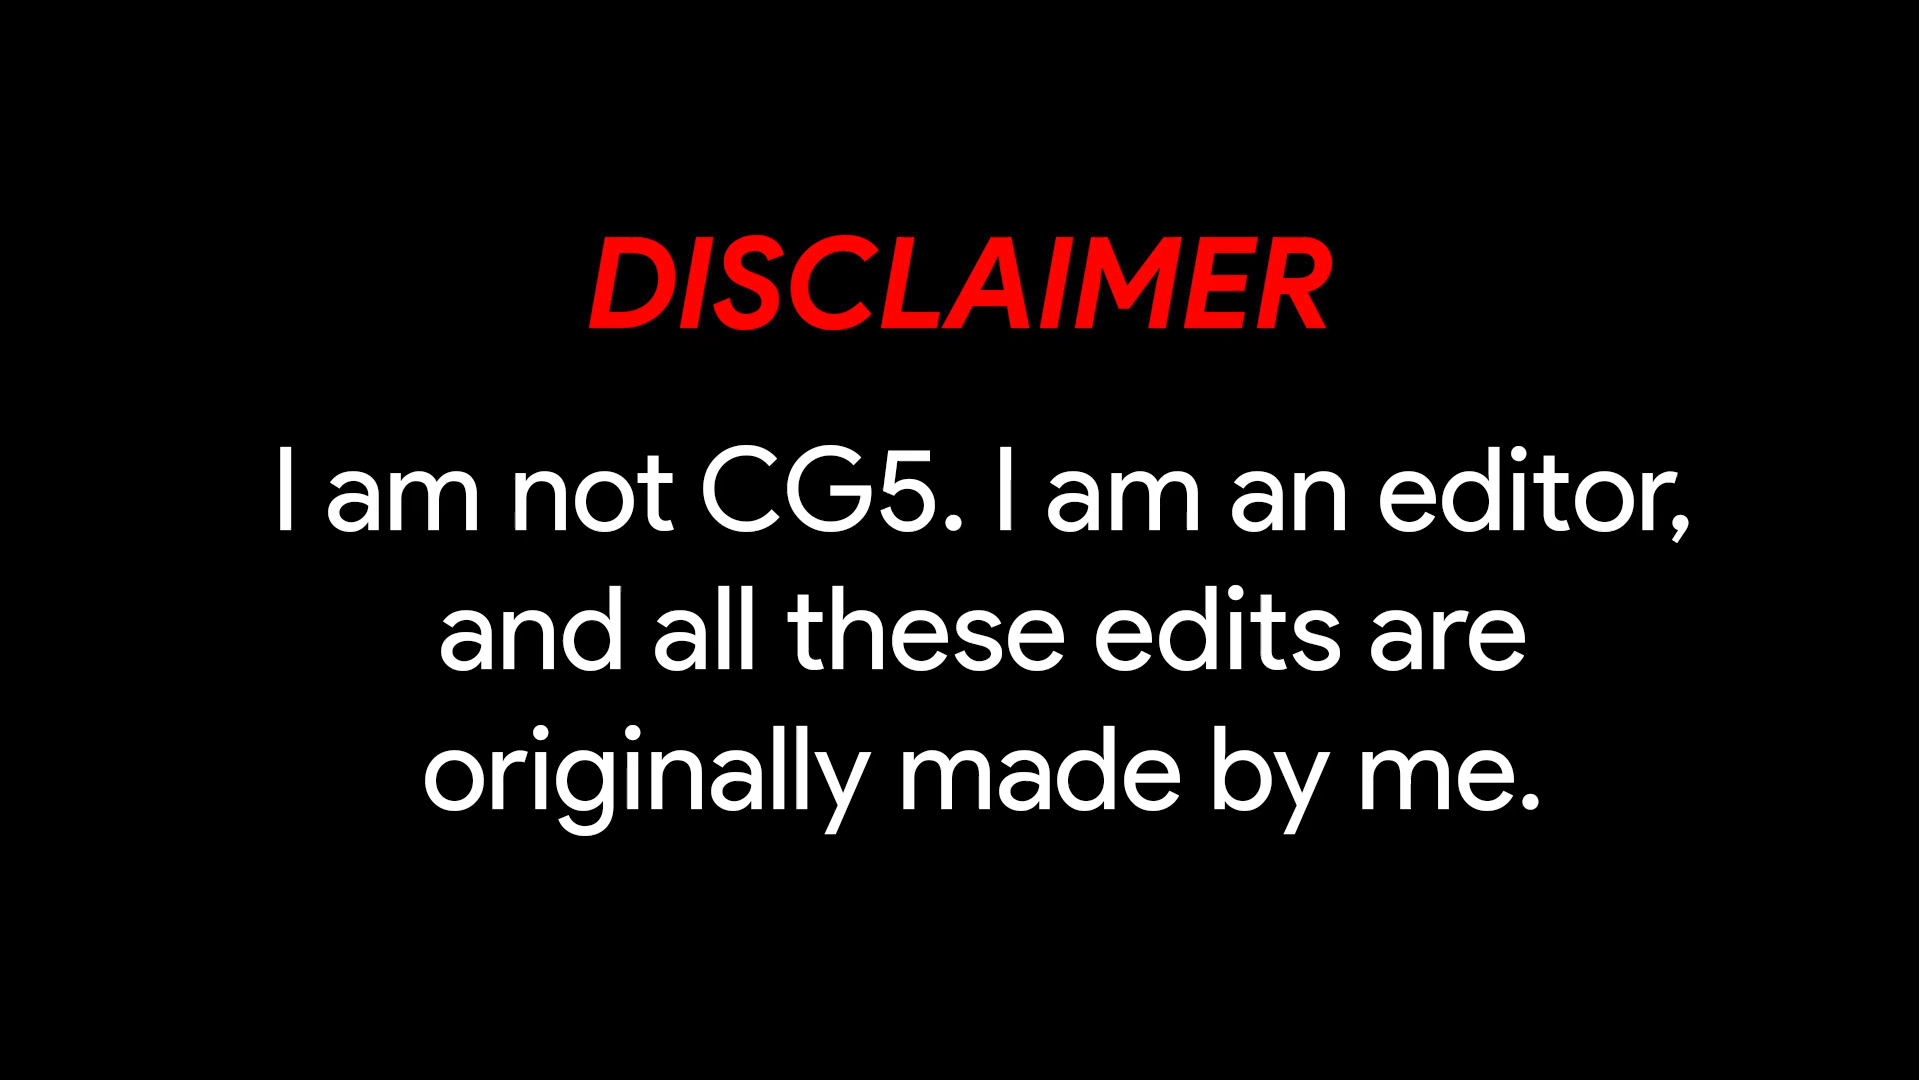 DISCLAIMER
I am not CG5. I am an editor,
and all these edits are
originally made by me.